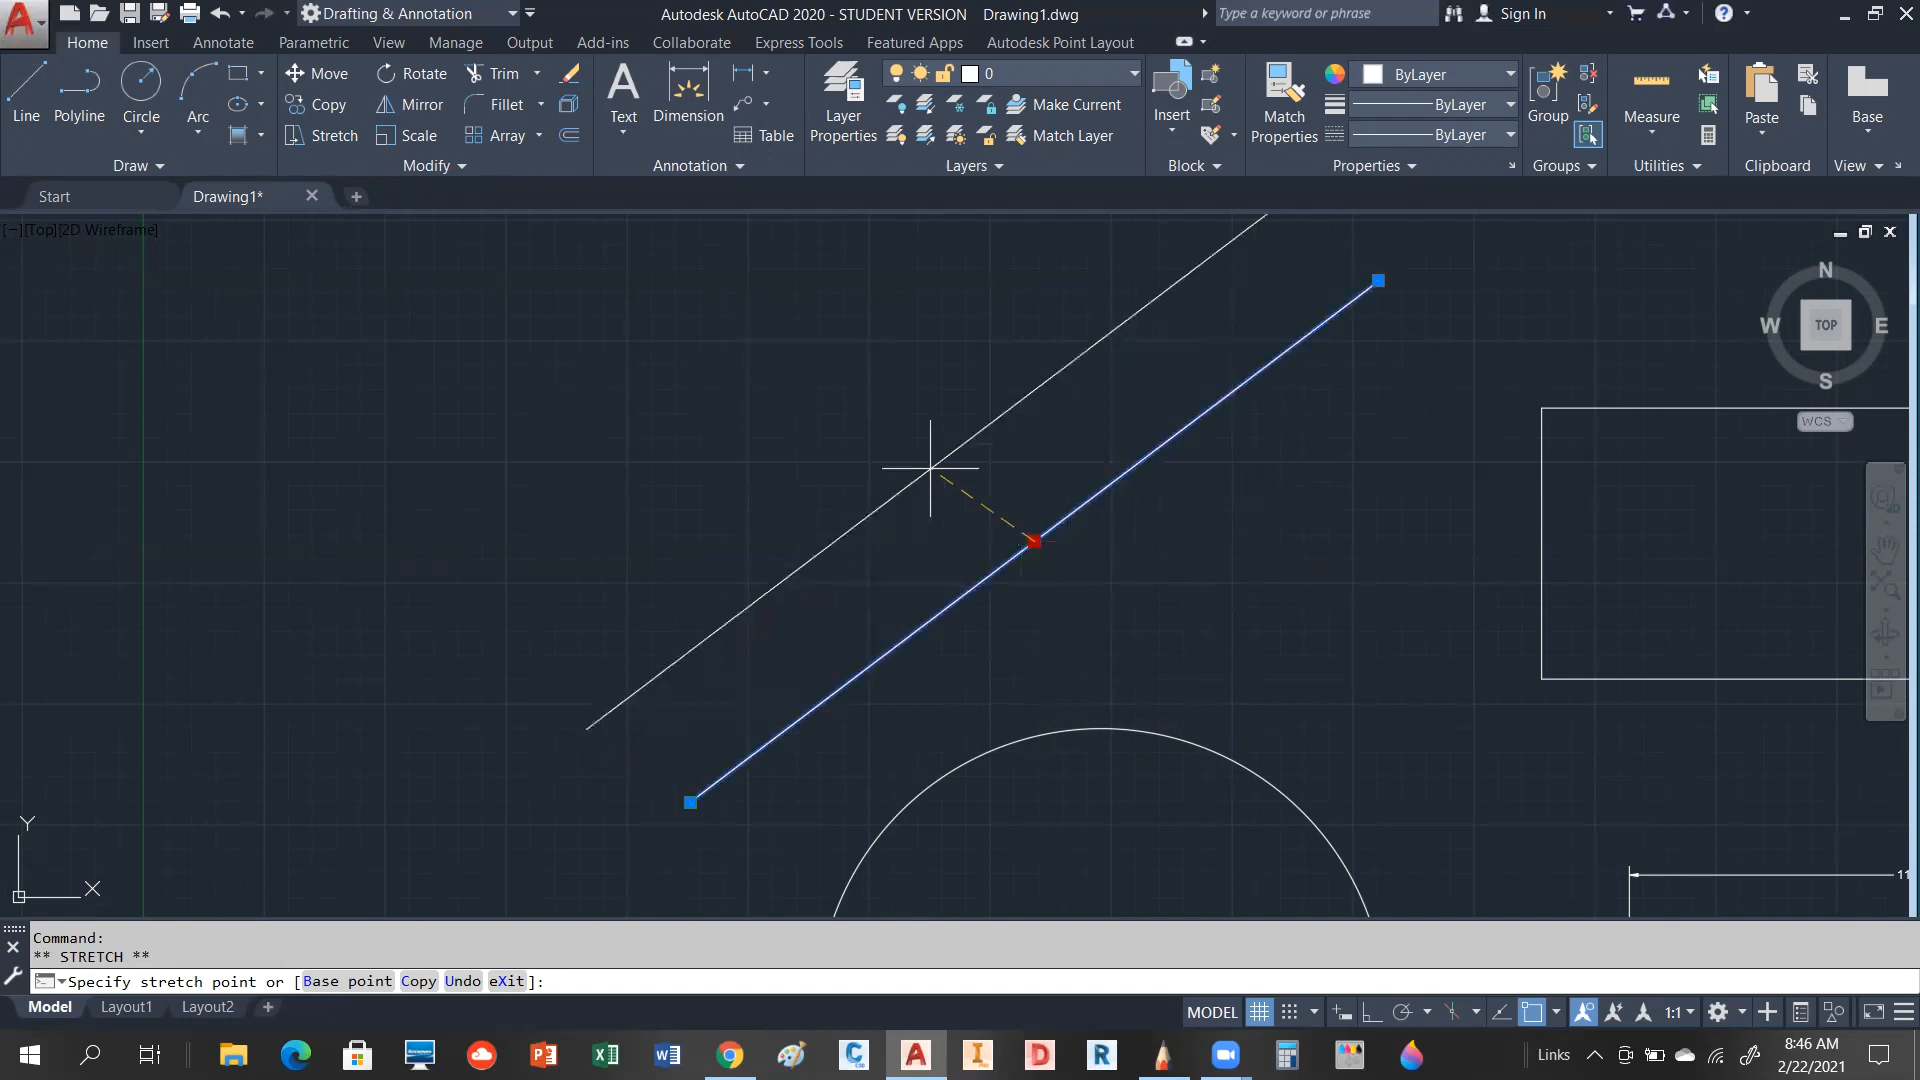 Drafting & Annotation
Autodesk AutoCAD 2020 - STUDENT VERSION Drawing1.dwg
Type a keyword or phrase
Sign In
Home Insert Annotate Parametric View Manage Output Add-ins Collaborate Express Tools Featured Apps Autodesk Point Layout
Line
Polyline
Circle
Arc
Move
Copy
Stretch
Rotate
Mirror
Scale
Trim
Fillet
Array
Text
Dimension
Table
Layer
Properties
0
Make Current
Match Layer
Insert
Match
Properties
ByLayer
ByLayer
ByLayer
Group
Measure
Paste
Base
Draw Modify Annotation Layers Block Properties Groups Utilities Clipboard View
Start Drawing1*
[−][Top][2D Wireframe]
N
W TOP E
S
WCS
11
Y
X
Command:
** STRETCH **
Specify stretch point or [Base point Copy Undo eXit]:
Model Layout1 Layout2
MODEL 1:1
Links
8:46 AM
2/22/2021